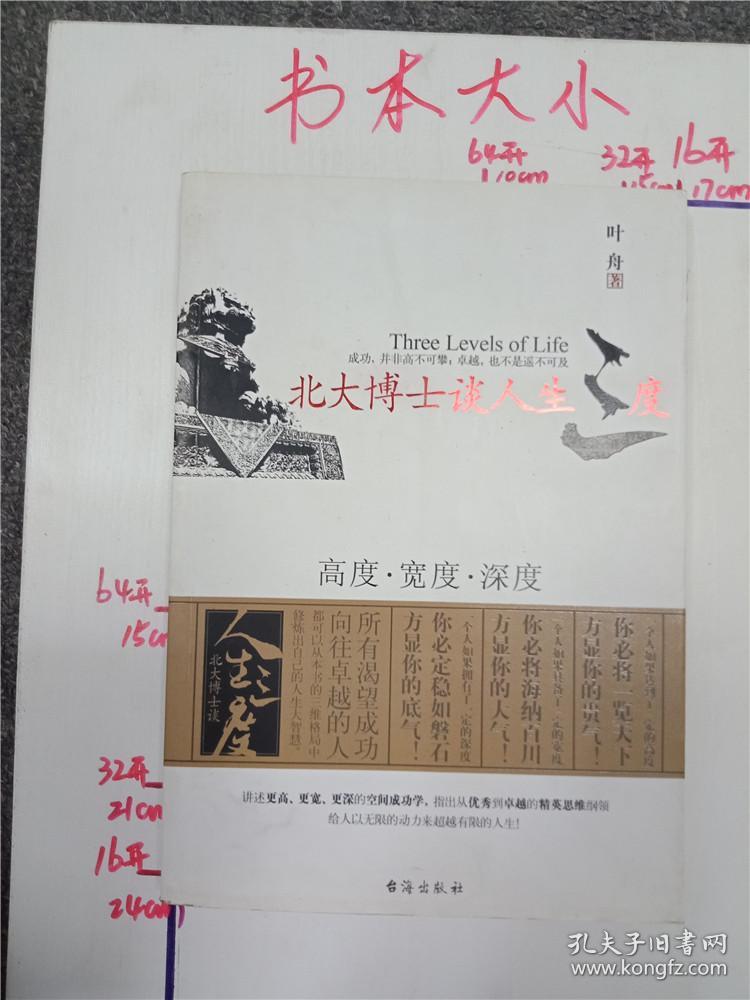 书本大小
64开
10cm
32开
15cm
16开
17cm
叶舟
著
Three Levels of Life
成功，并非高不可攀；卓越，也不是遥不可及
北大博士谈人生三度
高度·宽度·深度
一个人如果达到了一定的高度
你必将一览天下
方显你的贵气！
一个人如果具备了一定的宽度
你必将海纳百川
方显你的大气！
一个人如果拥有了一定的深度
你必定稳如磐石
方显你的底气！
所有渴望成功
向往卓越的人
都可以从本书的三维格局中
修炼出自己的人生大智慧。
人生三度
北大博士谈
讲述更高、更宽、更深的空间成功学，指出从优秀到卓越的精英思维纲领
给人以无限的动力来超越有限的人生！
台海出版社
64开
15cm
32开
21cm
16开
24cm
孔夫子旧书网
www.kongfz.com